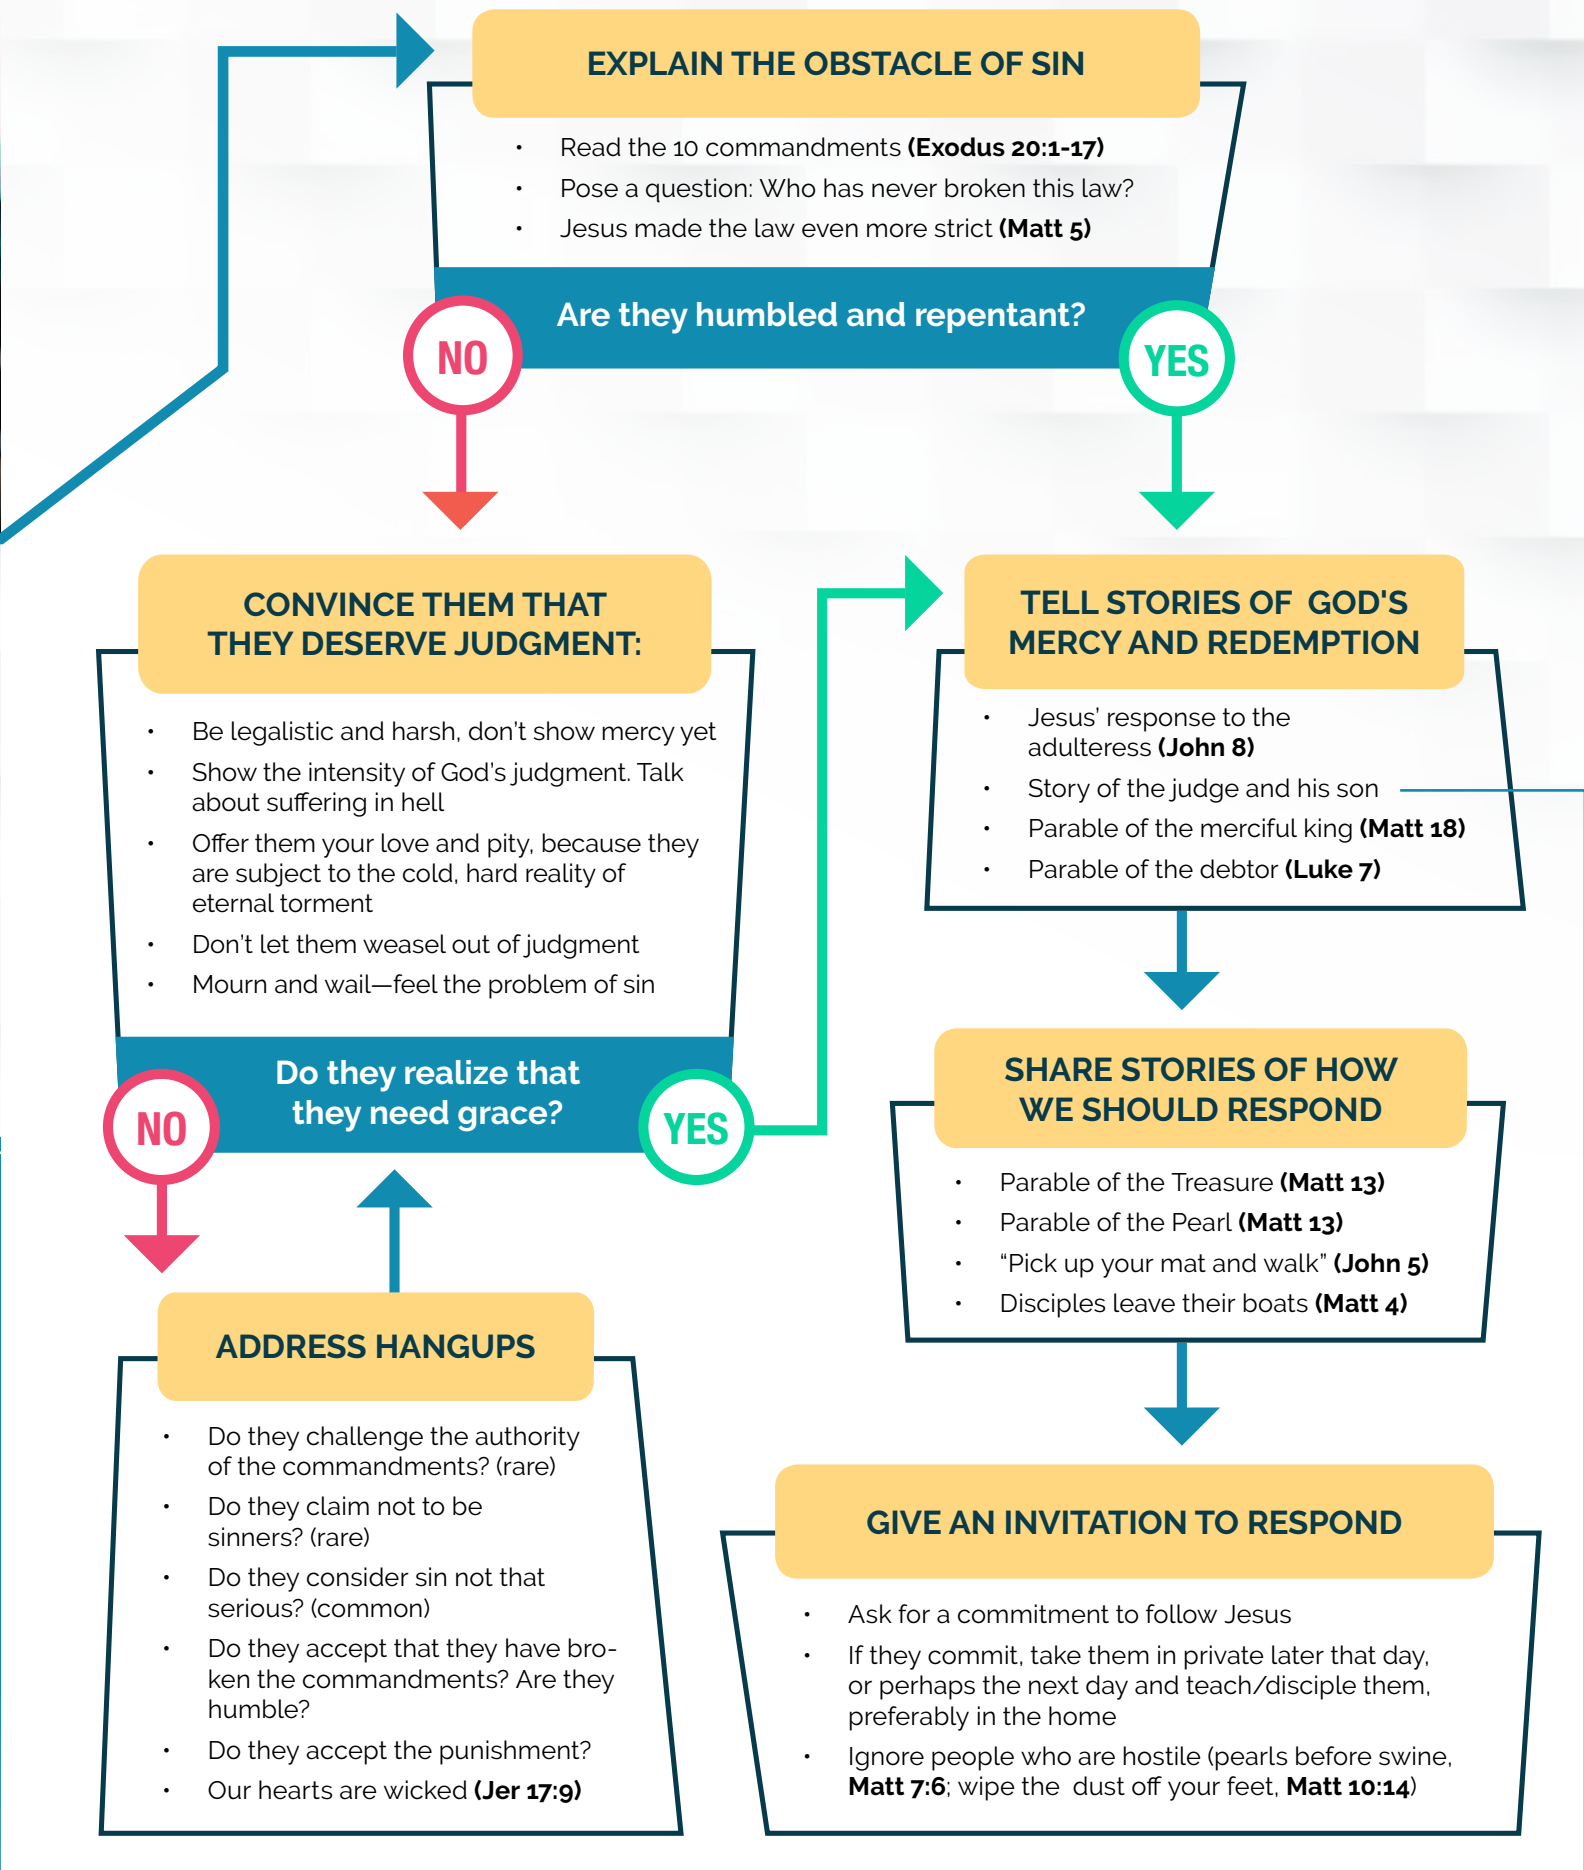 EXPLAIN THE OBSTACLE OF SIN
• Read the 10 commandments (Exodus 20:1-17)
• Pose a question: Who has never broken this law?
• Jesus made the law even more strict (Matt 5)
Are they humbled and repentant?
NO
YES
CONVINCE THEM THAT
THEY DESERVE JUDGMENT:
• Be legalistic and harsh, don’t show mercy yet
• Show the intensity of God’s judgment. Talk
about suffering in hell
• Offer them your love and pity, because they
are subject to the cold, hard reality of
eternal torment
• Don’t let them weasel out of judgment
• Mourn and wail—feel the problem of sin
Do they realize that
they need grace?
NO
YES
ADDRESS HANGUPS
• Do they challenge the authority
of the commandments? (rare)
• Do they claim not to be
sinners? (rare)
• Do they consider sin not that
serious? (common)
• Do they accept that they have bro-
ken the commandments? Are they
humble?
• Do they accept the punishment?
• Our hearts are wicked (Jer 17:9)
TELL STORIES OF GOD'S
MERCY AND REDEMPTION
• Jesus’ response to the
adulteress (John 8)
• Story of the judge and his son
• Parable of the merciful king (Matt 18)
• Parable of the debtor (Luke 7)
SHARE STORIES OF HOW
WE SHOULD RESPOND
• Parable of the Treasure (Matt 13)
• Parable of the Pearl (Matt 13)
• “Pick up your mat and walk” (John 5)
• Disciples leave their boats (Matt 4)
GIVE AN INVITATION TO RESPOND
• Ask for a commitment to follow Jesus
• If they commit, take them in private later that day,
or perhaps the next day and teach/disciple them,
preferably in the home
• Ignore people who are hostile (pearls before swine,
Matt 7:6; wipe the dust off your feet, Matt 10:14)